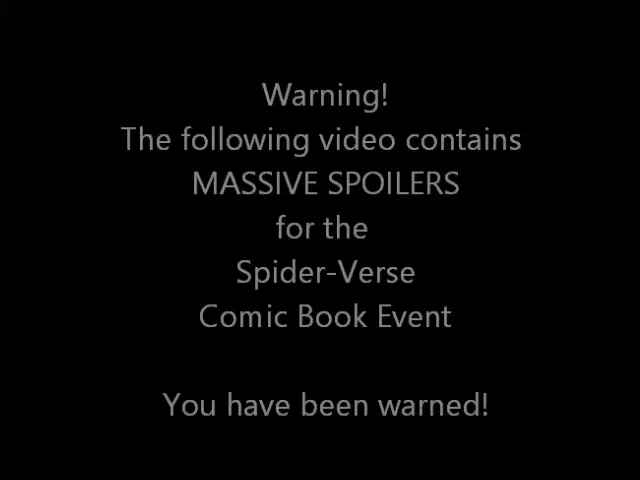 Warning!
The following video contains
MASSIVE SPOILERS
for the
Spider-Verse
Comic Book Event
You have been warned!